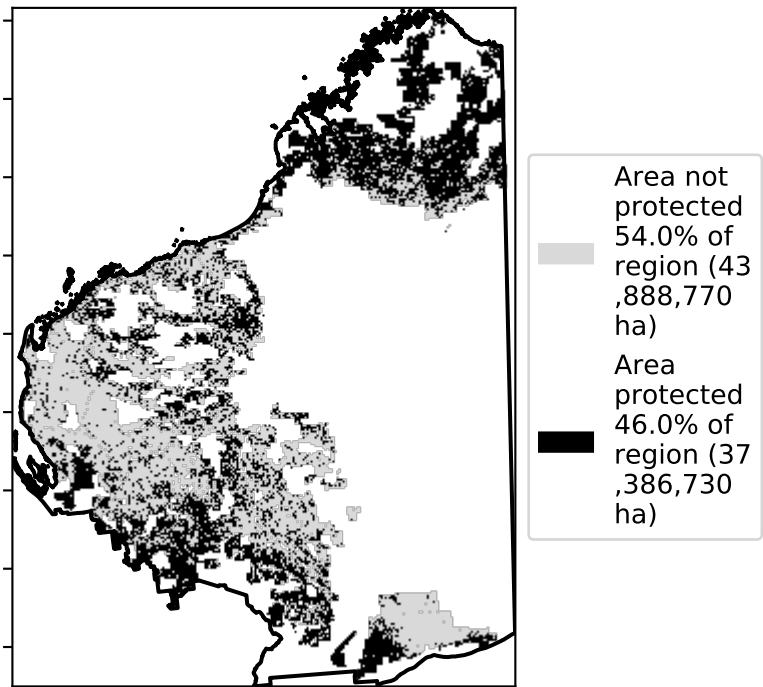 Area not
protected
54.0% of
region (43
,888,770
ha)
Area
protected
46.0% of
region (37
,386,730
ha)